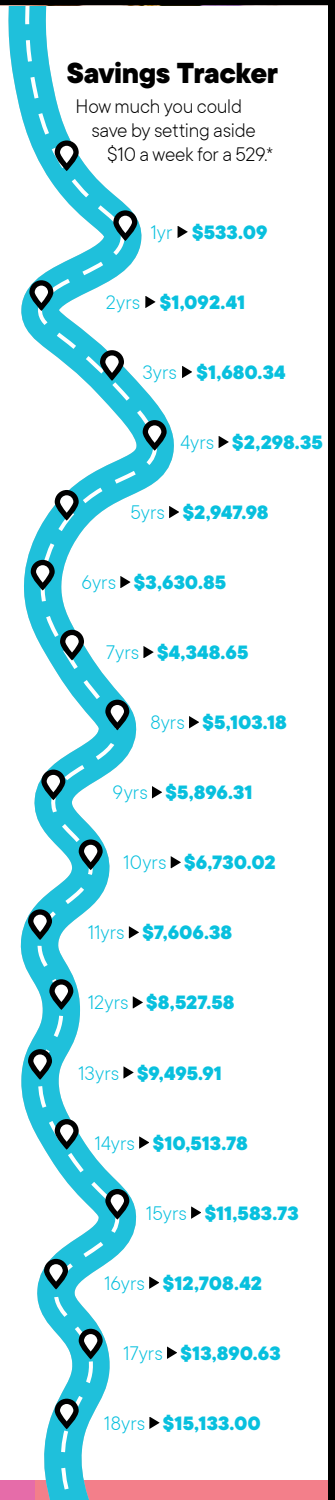 Savings Tracker
How much you could
save by setting aside
$10 a week for a 529.*
1yr ▶ $533.09
2yrs ▶ $1,092.41
3yrs ▶ $1,680.34
4yrs ▶ $2,298.35
5yrs ▶ $2,947.98
6yrs ▶ $3,630.85
7yrs ▶ $4,348.65
8yrs ▶ $5,103.18
9yrs ▶ $5,896.31
10yrs ▶ $6,730.02
11yrs ▶ $7,606.38
12yrs ▶ $8,527.58
13yrs ▶ $9,495.91
14yrs ▶ $10,513.78
15yrs ▶ $11,583.73
16yrs ▶ $12,708.42
17yrs ▶ $13,890.63
18yrs ▶ $15,133.00